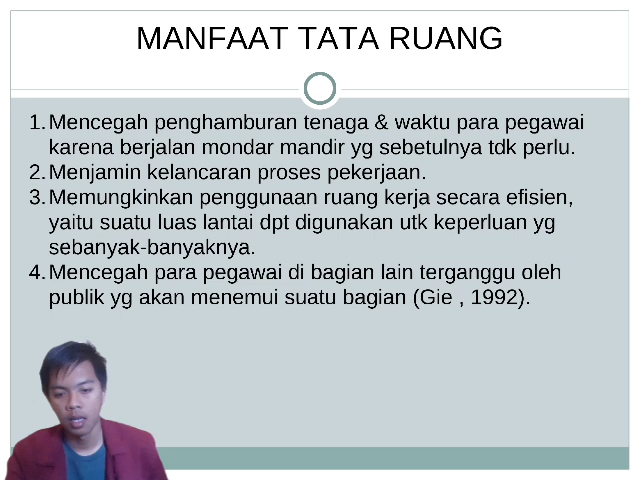 MANFAAT TATA RUANG
1. Mencegah penghamburan tenaga & waktu para pegawai
karena berjalan mondar mandir yg sebetulnya tdk perlu.
2. Menjamin kelancaran proses pekerjaan.
3. Memungkinkan penggunaan ruang kerja secara efisien,
yaitu suatu luas lantai dpt digunakan utk keperluan yg
sebanyak-banyaknya.
4. Mencegah para pegawai di bagian lain terganggu oleh
publik yg akan menemui suatu bagian (Gie , 1992).